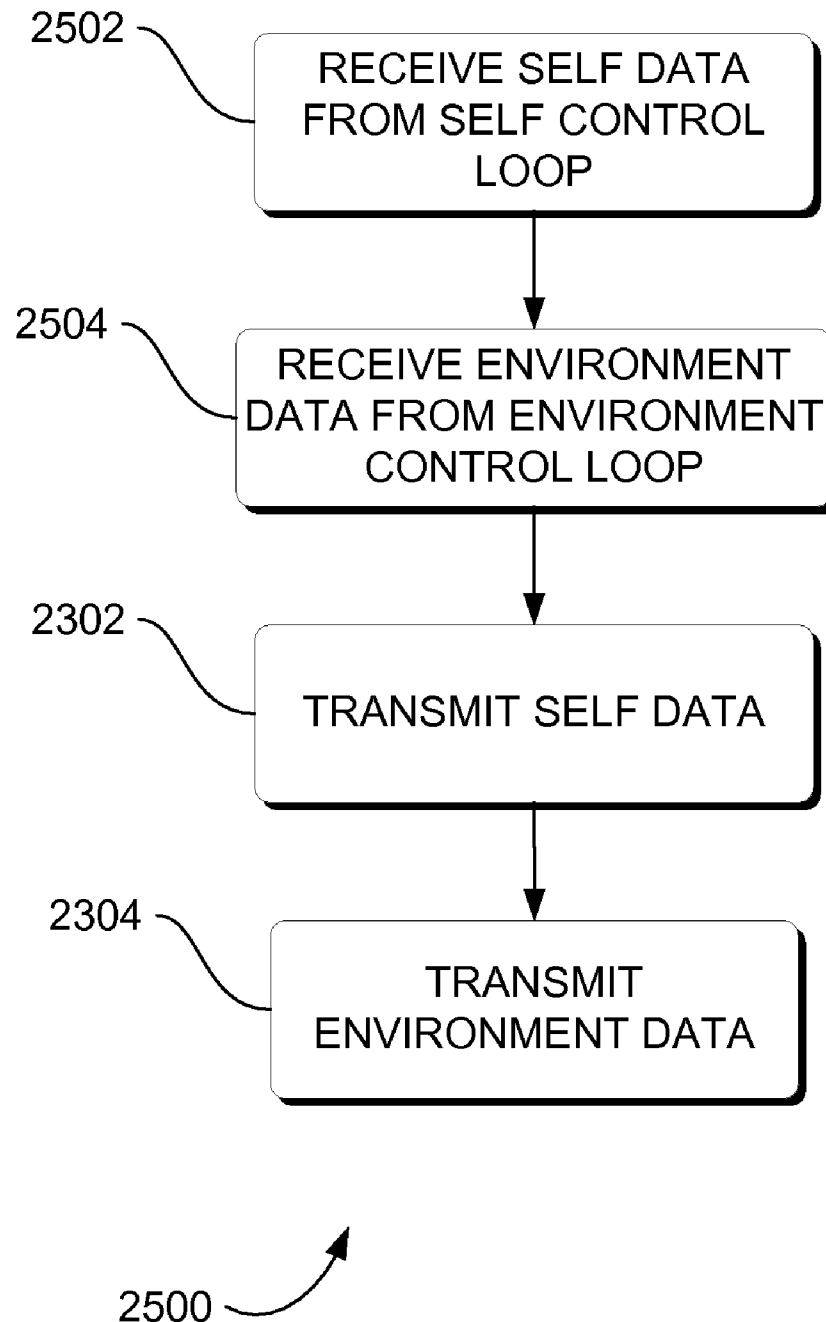 2502
RECEIVE SELF DATA
FROM SELF CONTROL
LOOP
2504
RECEIVE ENVIRONMENT
DATA FROM ENVIRONMENT
CONTROL LOOP
2302
TRANSMIT SELF DATA
2304
TRANSMIT
ENVIRONMENT DATA
2500